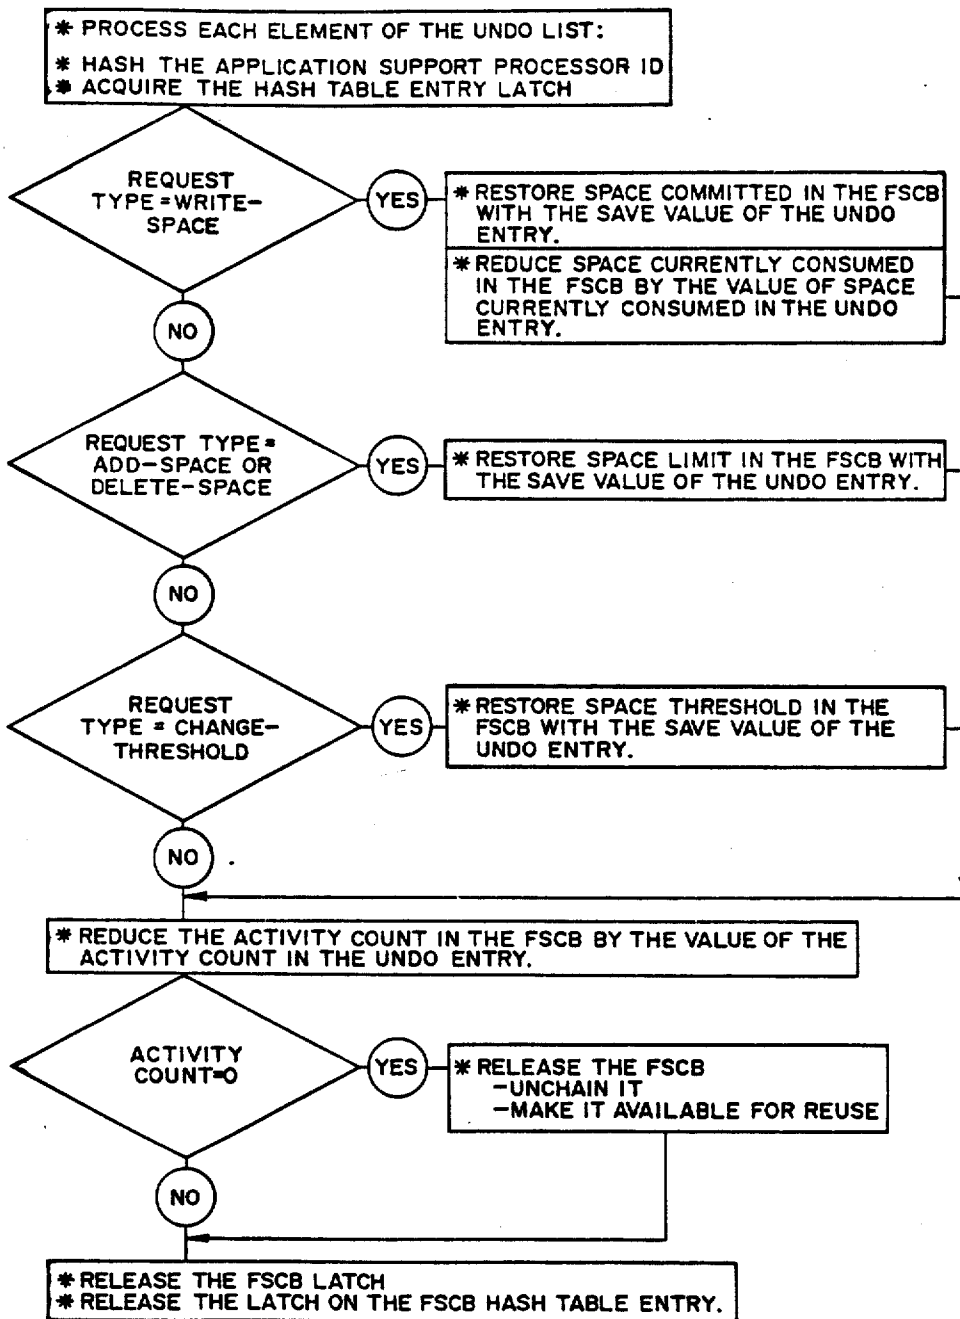 * PROCESS EACH ELEMENT OF THE UNDO LIST:
* HASH THE APPLICATION SUPPORT PROCESSOR ID
* ACQUIRE THE HASH TABLE ENTRY LATCH
REQUEST
TYPE=WRITE-
SPACE
YES
* RESTORE SPACE COMMITTED IN THE FSCB
WITH THE SAVE VALUE OF THE UNDO
ENTRY.
* REDUCE SPACE CURRENTLY CONSUMED
IN THE FSCB BY THE VALUE OF SPACE
CURRENTLY CONSUMED IN THE UNDO
ENTRY.
NO
REQUEST TYPE=
ADD-SPACE OR
DELETE-SPACE
YES
* RESTORE SPACE LIMIT IN THE FSCB WITH
THE SAVE VALUE OF THE UNDO ENTRY.
NO
REQUEST
TYPE = CHANGE-
THRESHOLD
YES
* RESTORE SPACE THRESHOLD IN THE
FSCB WITH THE SAVE VALUE OF THE
UNDO ENTRY.
NO
* REDUCE THE ACTIVITY COUNT IN THE FSCB BY THE VALUE OF THE
ACTIVITY COUNT IN THE UNDO ENTRY.
ACTIVITY
COUNT=0
YES
* RELEASE THE FSCB
-UNCHAIN IT
-MAKE IT AVAILABLE FOR REUSE
NO
* RELEASE THE FSCB LATCH
* RELEASE THE LATCH ON THE FSCB HASH TABLE ENTRY.